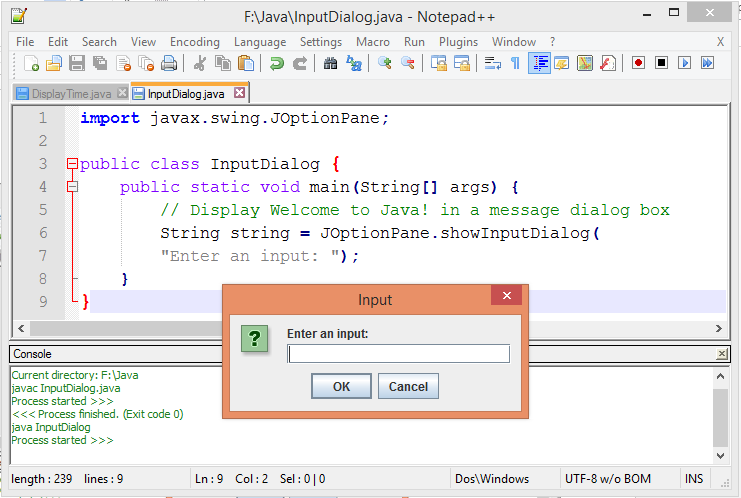 F:\Java\InputDialog.java - Notepad++
File Edit Search View Encoding Language Settings Macro Run Plugins Window ? X
DisplayTime.java InputDialog.java
1 import javax.swing.JOptionPane;
2
3 public class InputDialog {
4 public static void main(String[] args) {
5 // Display Welcome to Java! in a message dialog box
6 String string = JOptionPane.showInputDialog(
7 "Enter an input: ");
8 }
9 }
Input
?
Enter an input:
OK Cancel
Console
Current directory: F:\Java
javac InputDialog.java
Process started >>>
<<< Process finished. (Exit code 0)
java InputDialog
Process started >>>
length : 239 lines : 9 Ln : 9 Col : 2 Sel : 0 | 0 Dos\Windows UTF-8 w/o BOM INS